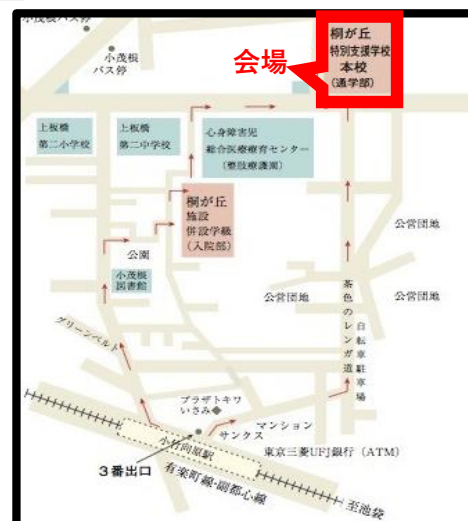 小茂根バス停
小茂根
バス停
会場
桐が丘
特別支援学校
本校
(通学部)
上板橋
第二小学校
上板橋
第二中学校
心身障害児
総合医療療育センター
(整肢療護園)
桐が丘
施設
併設学級
(入院部)
公園
小茂根
図書館
公営団地
公営団地
公営団地
茶色のレンガ道
自転車駐車場
グリーンベルト
プラザトキワ
いさみ
マンション
サンクス
小竹向原駅
東京三菱UFJ銀行(ATM)
3番出口
有楽町線・副都心線
至池袋